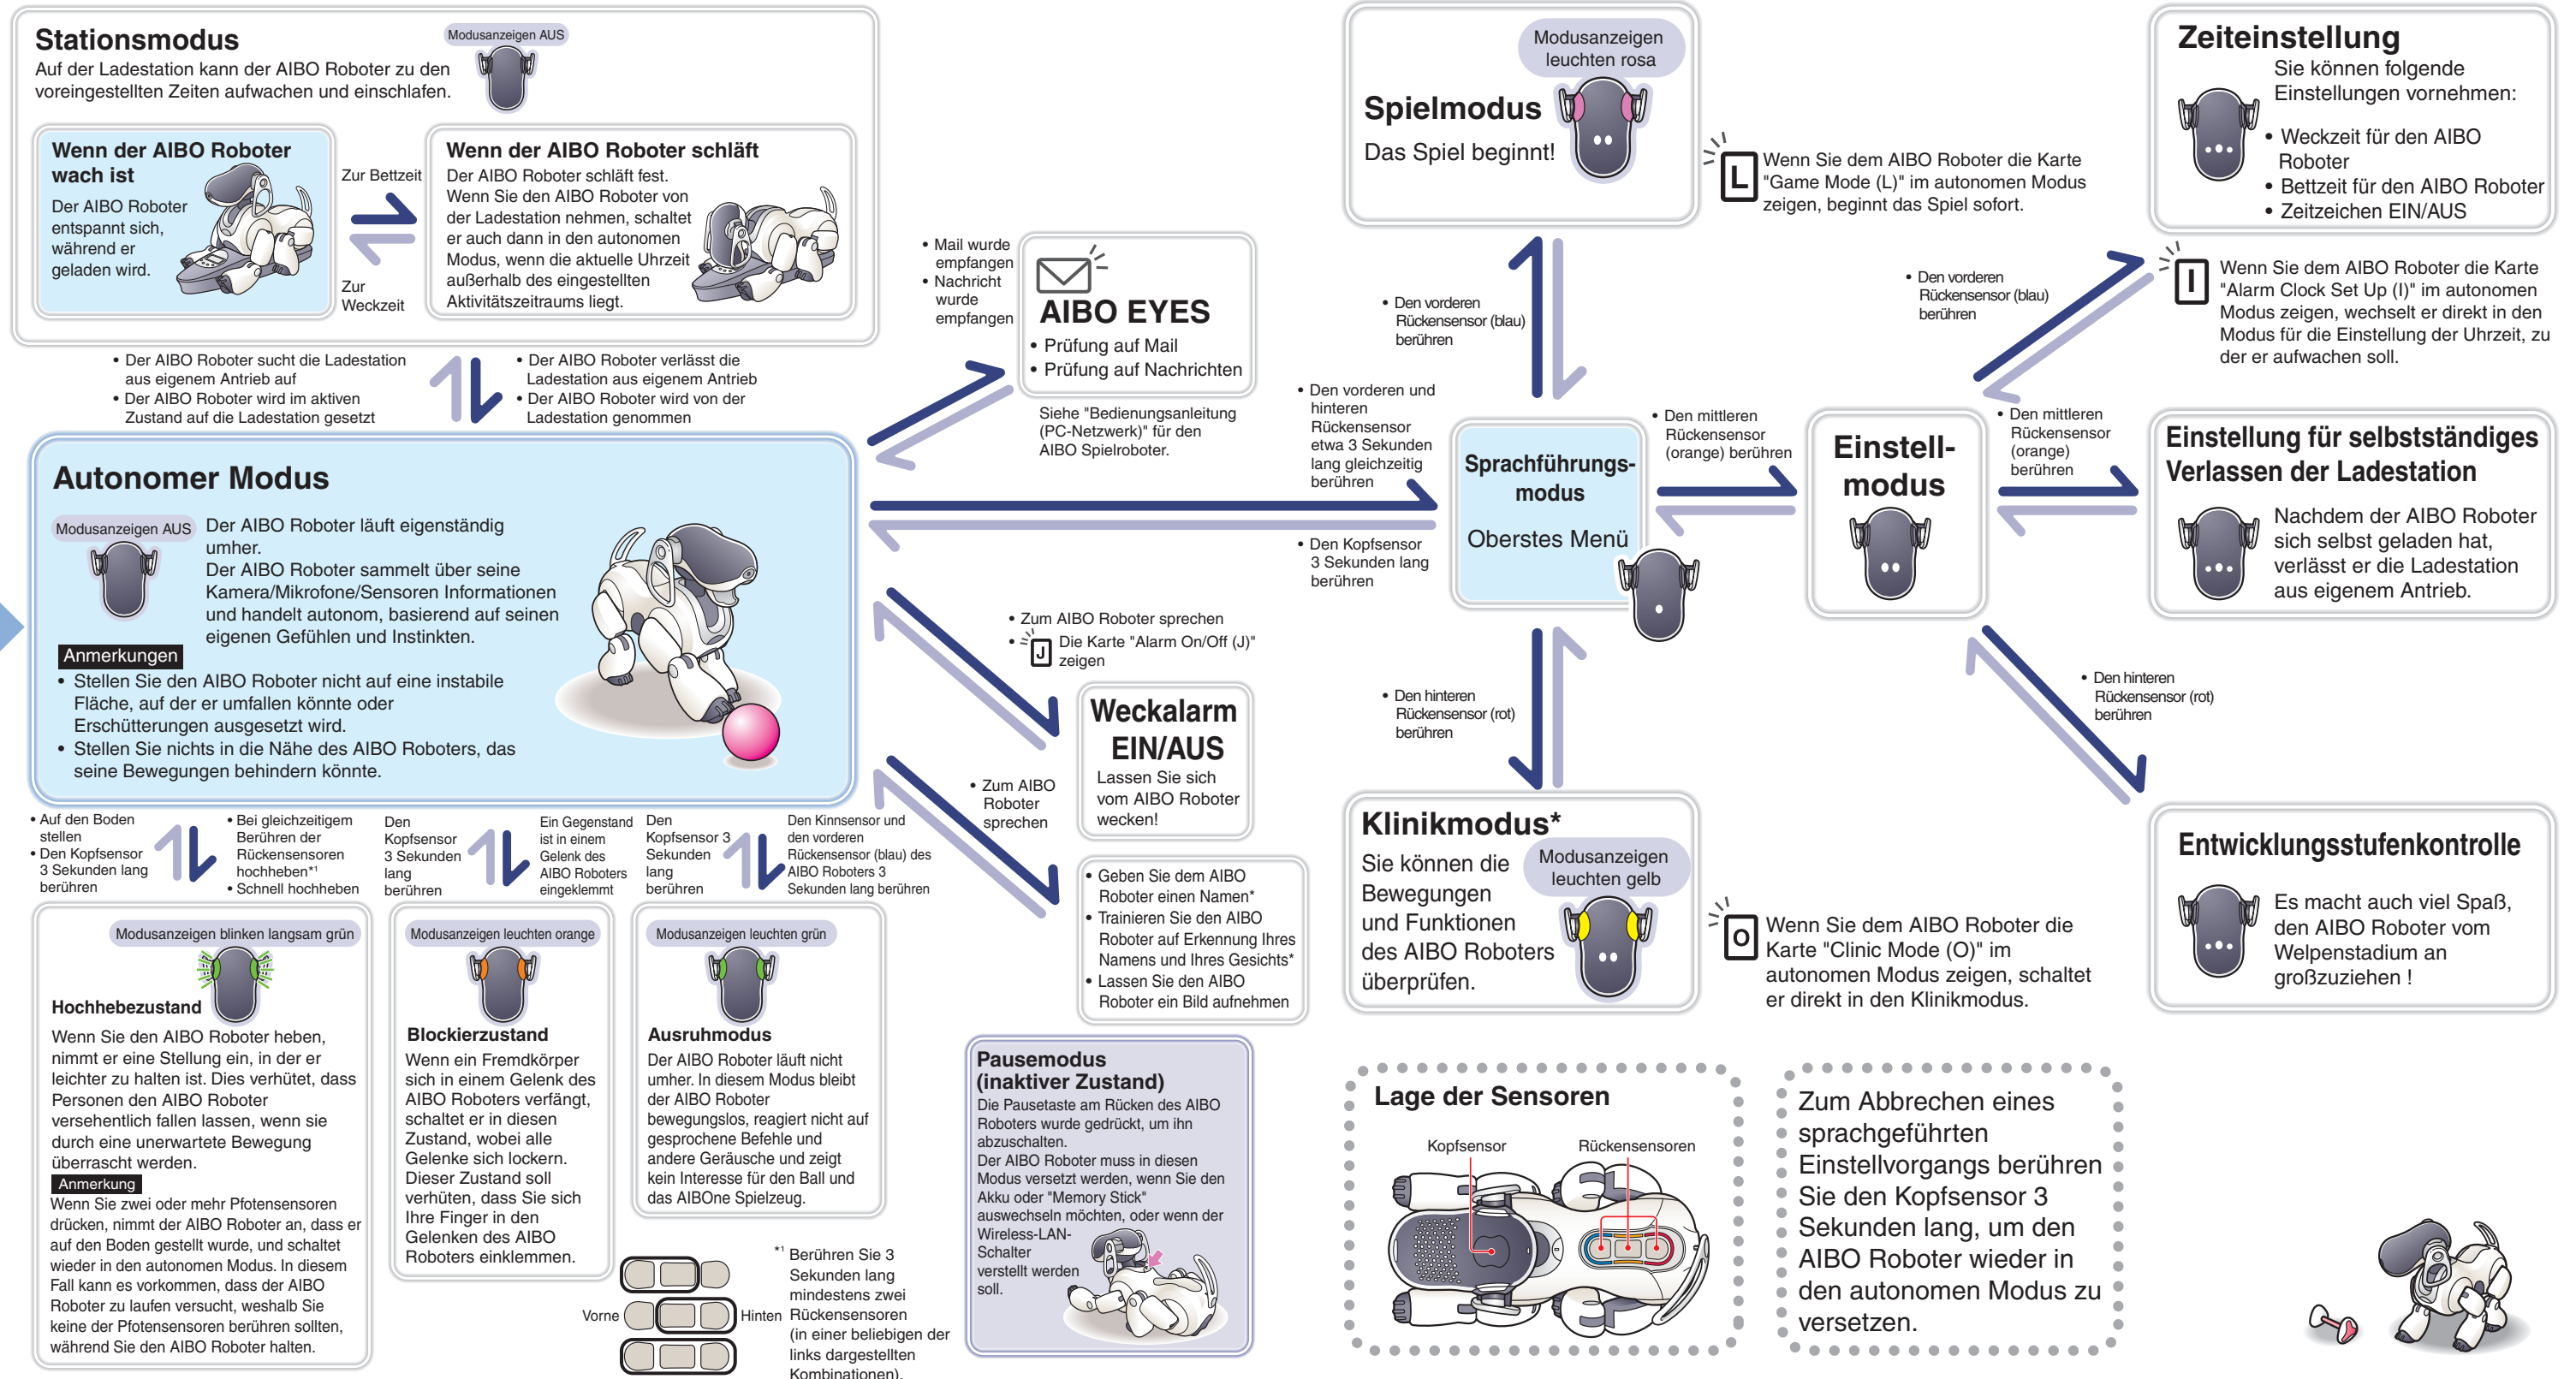 Stationsmodus
Modusanzeigen AUS
Auf der Ladestation kann der AIBO Roboter zu den
voreingestellten Zeiten aufwachen und einschlafen.
Wenn der AIBO Roboter
wach ist
Der AIBO Roboter
entspannt sich,
während er
geladen wird.
Zur Bettzeit
Zur
Weckzeit
Wenn der AIBO Roboter schläft
Der AIBO Roboter schläft fest.
Wenn Sie den AIBO Roboter von
der Ladestation nehmen, schaltet
er auch dann in den autonomen
Modus, wenn die aktuelle Uhrzeit
außerhalb des eingestellten
Aktivitätszeitraums liegt.
• Der AIBO Roboter sucht die Ladestation
aus eigenem Antrieb auf
• Der AIBO Roboter wird im aktiven
Zustand auf die Ladestation gesetzt
• Der AIBO Roboter verlässt die
Ladestation aus eigenem Antrieb
• Der AIBO Roboter wird von der
Ladestation genommen
Autonomer Modus
Modusanzeigen AUS
Der AIBO Roboter läuft eigenständig
umher.
Der AIBO Roboter sammelt über seine
Kamera/Mikrofone/Sensoren Informationen
und handelt autonom, basierend auf seinen
eigenen Gefühlen und Instinkten.
Anmerkungen
• Stellen Sie den AIBO Roboter nicht auf eine instabile
Fläche, auf der er umfallen könnte oder
Erschütterungen ausgesetzt wird.
• Stellen Sie nichts in die Nähe des AIBO Roboters, das
seine Bewegungen behindern könnte.
• Auf den Boden
stellen
• Den Kopfsensor
3 Sekunden lang
berühren
• Bei gleichzeitigem
Berühren der
Rückensensoren
hochheben*1
• Schnell hochheben
Den
Kopfsensor
3 Sekunden
lang
berühren
Ein Gegenstand
ist in einem
Gelenk des
AIBO Roboters
eingeklemmt
Den
Kopfsensor 3
Sekunden
lang
berühren
Den Kinnsensor und
den vorderen
Rückensensor (blau) des
AIBO Roboters 3
Sekunden lang berühren
Modusanzeigen blinken langsam grün
Hochhebezustand
Wenn Sie den AIBO Roboter heben,
nimmt er eine Stellung ein, in der er
leichter zu halten ist. Dies verhütet, dass
Personen den AIBO Roboter
versehentlich fallen lassen, wenn sie
durch eine unerwartete Bewegung
überrascht werden.
Anmerkung
Wenn Sie zwei oder mehr Pfotensensoren
drücken, nimmt der AIBO Roboter an, dass er
auf den Boden gestellt wurde, und schaltet
wieder in den autonomen Modus. In diesem
Fall kann es vorkommen, dass der AIBO
Roboter zu laufen versucht, weshalb Sie
keine der Pfotensensoren berühren sollten,
während Sie den AIBO Roboter halten.
Modusanzeigen leuchten orange
Blockierzustand
Wenn ein Fremdkörper
sich in einem Gelenk des
AIBO Roboters verfängt,
schaltet er in diesen
Zustand, wobei alle
Gelenke sich lockern.
Dieser Zustand soll
verhüten, dass Sie sich
Ihre Finger in den
Gelenken des AIBO
Roboters einklemmen.
Modusanzeigen leuchten grün
Ausruhmodus
Der AIBO Roboter läuft nicht
umher. In diesem Modus bleibt
der AIBO Roboter
bewegungslos, reagiert nicht auf
gesprochene Befehle und
andere Geräusche und zeigt
kein Interesse für den Ball und
das AIBOne Spielzeug.
Vorne
Hinten
*1 Berühren Sie 3
Sekunden lang
mindestens zwei
Rückensensoren
(in einer beliebigen der
links dargestellten
Kombinationen).
• Mail wurde
empfangen
• Nachricht
wurde
empfangen
AIBO EYES
• Prüfung auf Mail
• Prüfung auf Nachrichten
Siehe "Bedienungsanleitung
(PC-Netzwerk)" für den
AIBO Spielroboter.
• Den vorderen und
hinteren
Rückensensor
etwa 3 Sekunden
lang gleichzeitig
berühren
• Den Kopfsensor
3 Sekunden lang
berühren
• Zum AIBO Roboter sprechen
• J Die Karte "Alarm On/Off (J)"
zeigen
Weckalarm
EIN/AUS
Lassen Sie sich
vom AIBO Roboter
wecken!
• Zum AIBO
Roboter
sprechen
• Geben Sie dem AIBO
Roboter einen Namen*
• Trainieren Sie den AIBO
Roboter auf Erkennung Ihres
Namens und Ihres Gesichts*
• Lassen Sie den AIBO
Roboter ein Bild aufnehmen
Pausemodus
(inaktiver Zustand)
Die Pausetaste am Rücken des AIBO
Roboters wurde gedrückt, um ihn
abzuschalten.
Der AIBO Roboter muss in diesen
Modus versetzt werden, wenn Sie den
Akku oder "Memory Stick"
auswechseln möchten, oder wenn der
Wireless-LAN-
Schalter
verstellt werden
soll.
Spielmodus
Das Spiel beginnt!
Modusanzeigen
leuchten rosa
L
Wenn Sie dem AIBO Roboter die Karte
"Game Mode (L)" im autonomen Modus
zeigen, beginnt das Spiel sofort.
• Den vorderen
Rückensensor (blau)
berühren
Sprachführungs-
modus
Oberstes Menü
• Den mittleren
Rückensensor
(orange) berühren
Einstell-
modus
• Den hinteren
Rückensensor (rot)
berühren
Klinikmodus*
Sie können die
Bewegungen
und Funktionen
des AIBO Roboters
überprüfen.
Modusanzeigen
leuchten gelb
O
Wenn Sie dem AIBO Roboter die
Karte "Clinic Mode (O)" im
autonomen Modus zeigen, schaltet
er direkt in den Klinikmodus.
Zeiteinstellung
Sie können folgende
Einstellungen vornehmen:
• Weckzeit für den AIBO
Roboter
• Bettzeit für den AIBO Roboter
• Zeitzeichen EIN/AUS
• Den vorderen
Rückensensor (blau)
berühren
I
Wenn Sie dem AIBO Roboter die Karte
"Alarm Clock Set Up (I)" im autonomen
Modus zeigen, wechselt er direkt in den
Modus für die Einstellung der Uhrzeit, zu
der er aufwachen soll.
• Den mittleren
Rückensensor
(orange)
berühren
Einstellung für selbstständiges
Verlassen der Ladestation
Nachdem der AIBO Roboter
sich selbst geladen hat,
verlässt er die Ladestation
aus eigenem Antrieb.
• Den hinteren
Rückensensor (rot)
berühren
Entwicklungsstufenkontrolle
Es macht auch viel Spaß,
den AIBO Roboter vom
Welpenstadium an
großzuziehen !
Lage der Sensoren
Kopfsensor
Rückensensoren
Zum Abbrechen eines
sprachgeführten
Einstellvorgangs berühren
Sie den Kopfsensor 3
Sekunden lang, um den
AIBO Roboter wieder in
den autonomen Modus zu
versetzen.